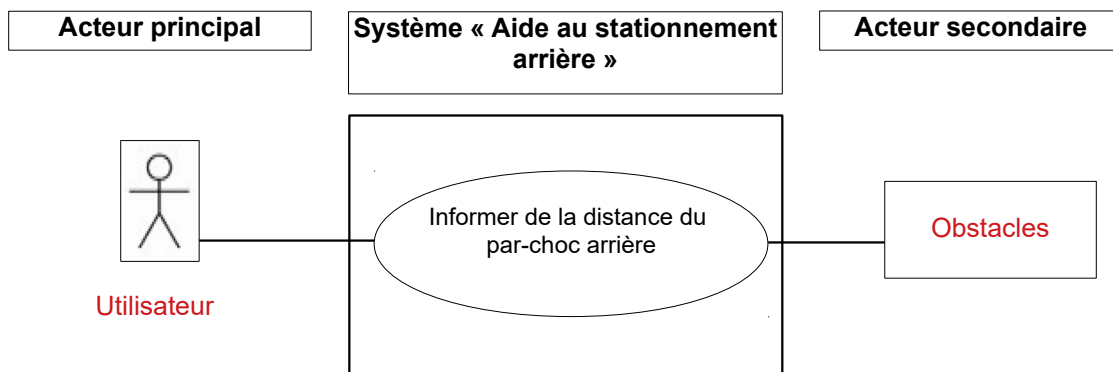 Acteur principal
Système « Aide au stationnement
arrière »
Acteur secondaire
Informer de la distance du
par-choc arrière
Obstacles
Utilisateur